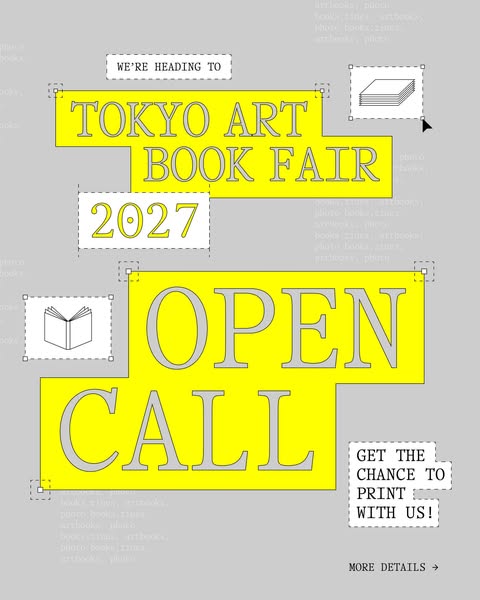 WE'RE HEADING TO
TOKYO ART
BOOK FAIR
2027
OPEN
CALL
GET THE
CHANCE TO
PRINT
WITH US!
MORE DETAILS →